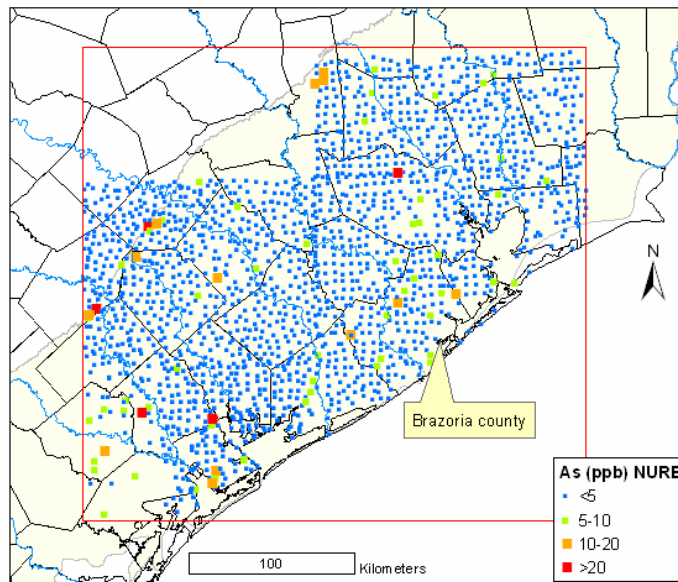 N
Brazoria county
As (ppb) NURE
<5
5-10
10-20
>20
100
Kilometers